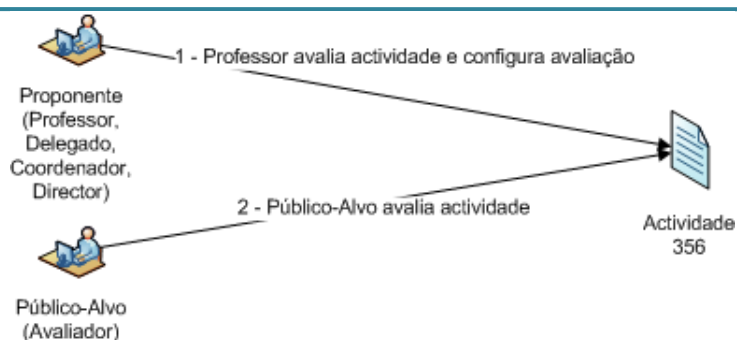 1 - Professor avalia actividade e configura avaliação
Proponente
(Professor,
Delegado,
Coordenador,
Director)
2 - Público-Alvo avalia actividade
Actividade
356
Público-Alvo
(Avaliador)